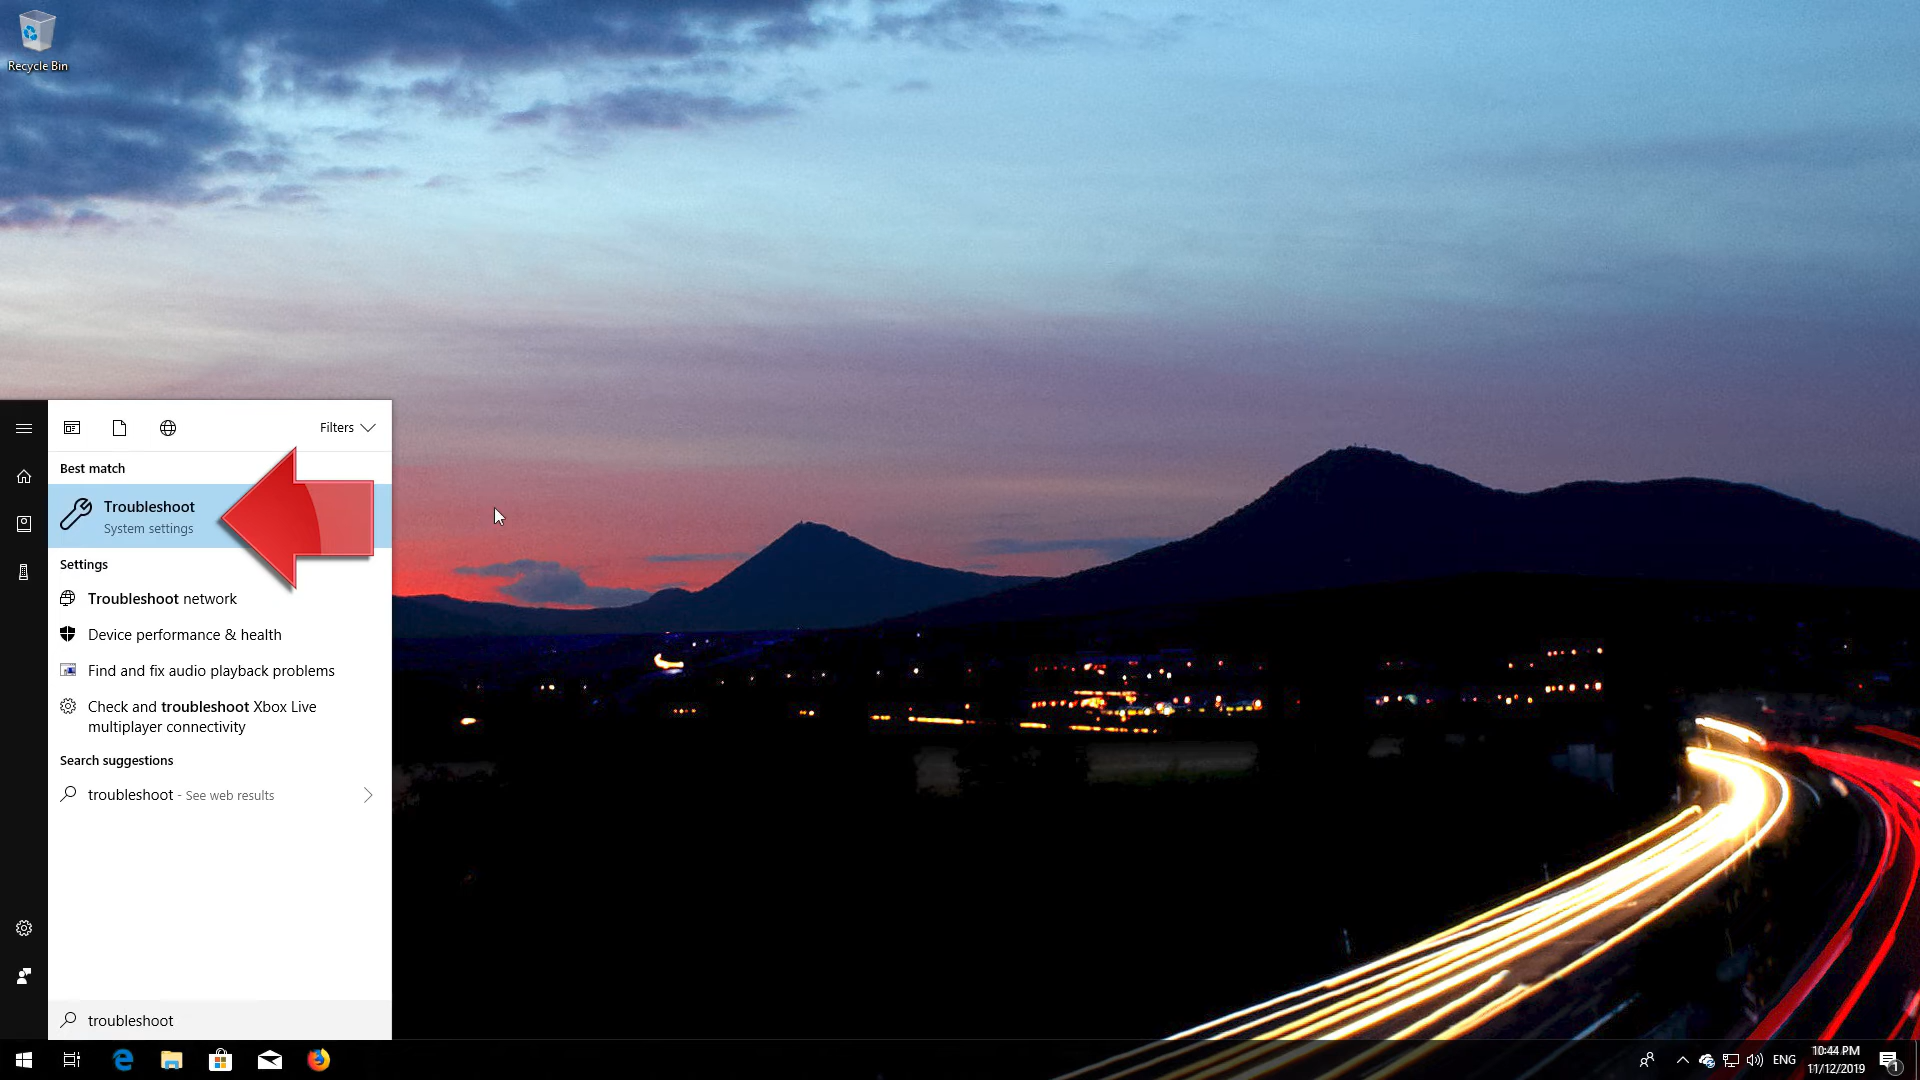 Recycle Bin
Filters
Best match
Troubleshoot
System settings
Settings
Troubleshoot network
Device performance & health
Find and fix audio playback problems
Check and troubleshoot Xbox Live
multiplayer connectivity
Search suggestions
troubleshoot - See web results
troubleshoot
ENG
10:44 PM
11/12/2019
1